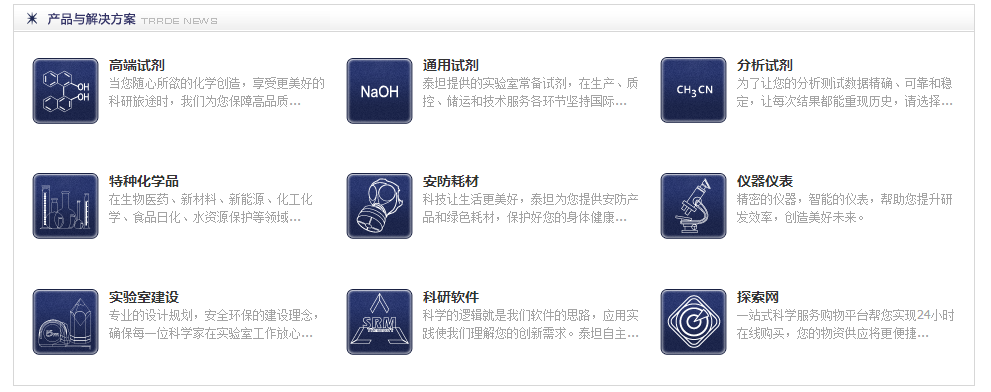 产品与解决方案 TRADE NEWS
高端试剂
当您随心所欲的化学创造，享受更美好的
科研旅途时，我们为您保障高品质...
OH
OH
通用试剂
泰坦提供的实验室常备试剂，在生产、质
控、储运和技术服务各环节坚持国际...
NaOH
分析试剂
为了让您的分析测试数据精确、可靠和稳
定，让每次结果都能重现历史，请选择...
CH3CN
特种化学品
在生物医药、新材料、新能源、化工化
学、食品日化、水资源保护等领域...
安防耗材
科技让生活更美好，泰坦为您提供安防产
品和绿色耗材，保护好您的身体健康...
仪器仪表
精密的仪器，智能的仪表，帮助您提升研
发效率，创造美好未来。
实验室建设
专业的设计规划，安全环保的建设理念，
确保每一位科学家在实验室工作放心...
科研软件
科学的逻辑就是我们软件的思路，应用实
践使我们理解您的创新需求。泰坦自主...
SRM
探索网
一站式科学服务购物平台帮您实现24小时
在线购买，您的物资供应将更便捷...